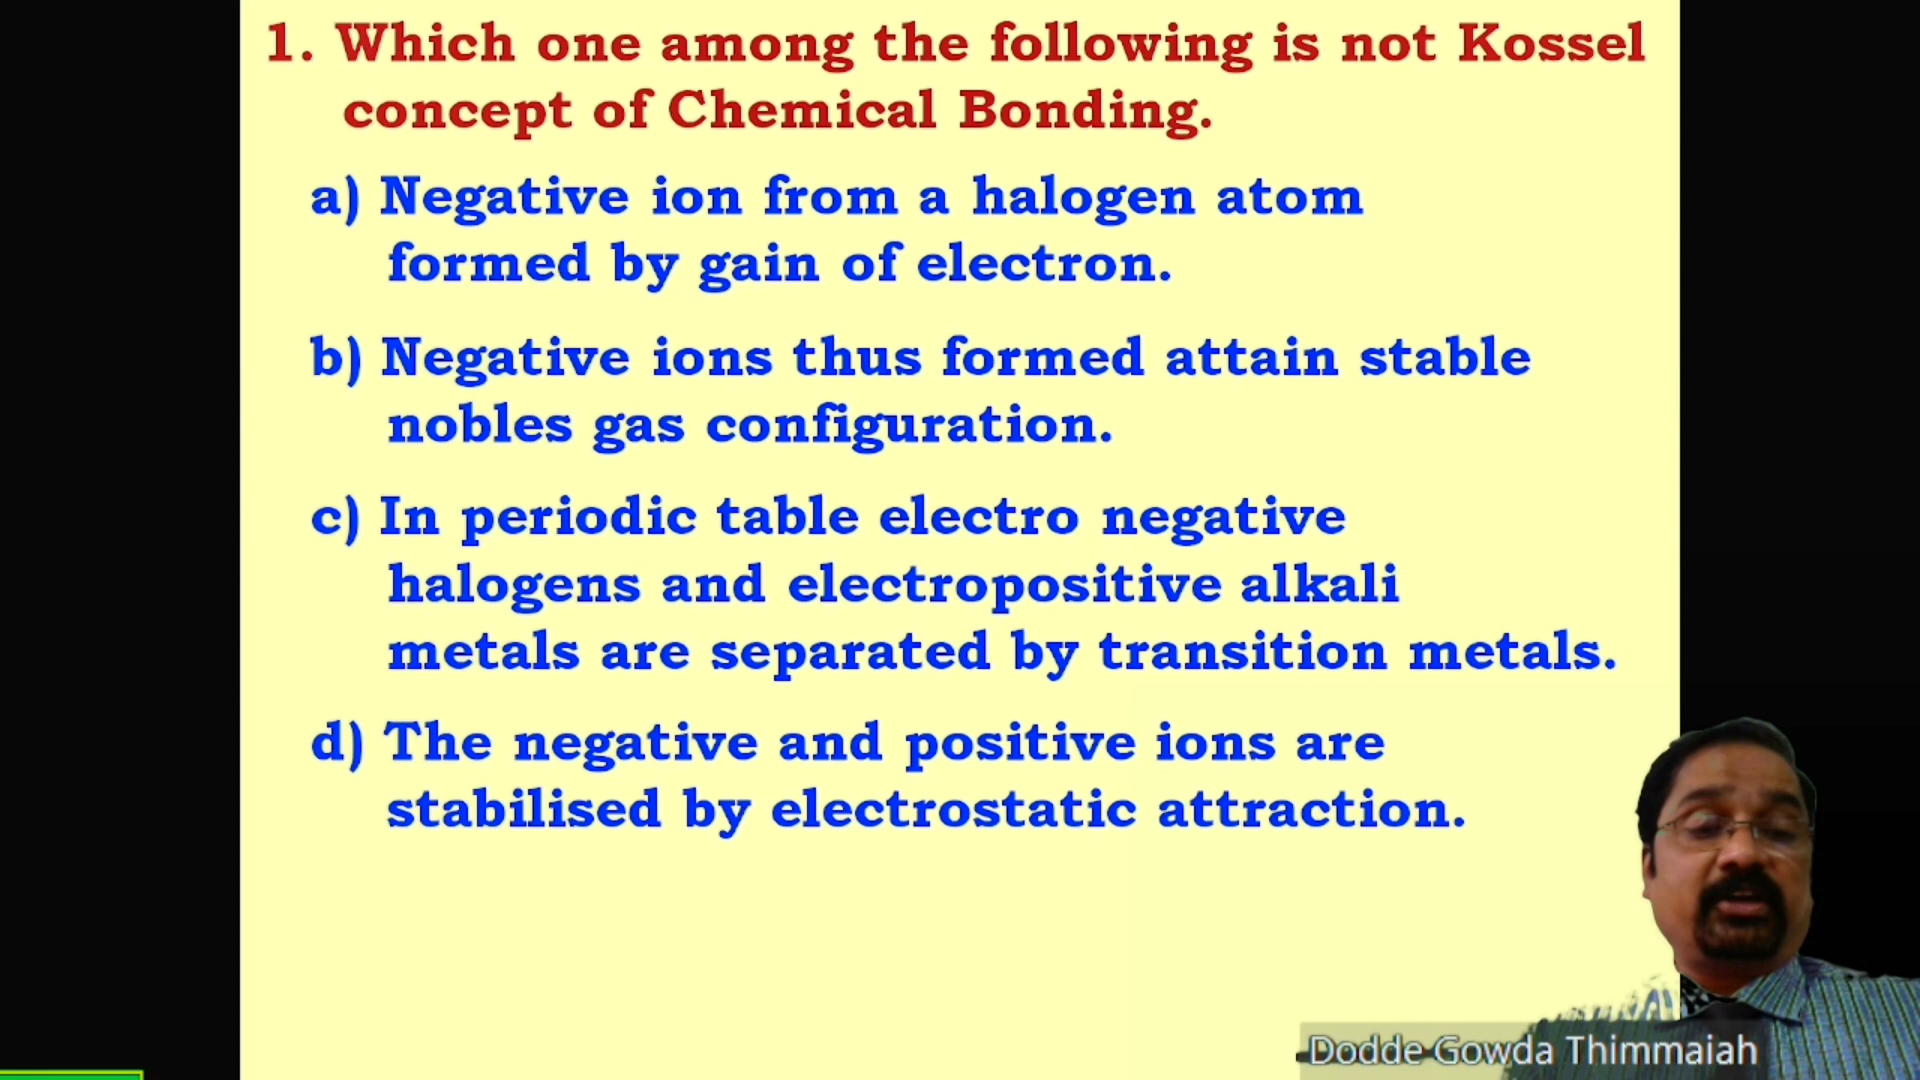 1. Which one among the following is not Kossel
concept of Chemical Bonding.
a) Negative ion from a halogen atom
formed by gain of electron.
b) Negative ions thus formed attain stable
nobles gas configuration.
c) In periodic table electro negative
halogens and electropositive alkali
metals are separated by transition metals.
d) The negative and positive ions are
stabilised by electrostatic attraction.
Dodde Gowda Thimmaiah